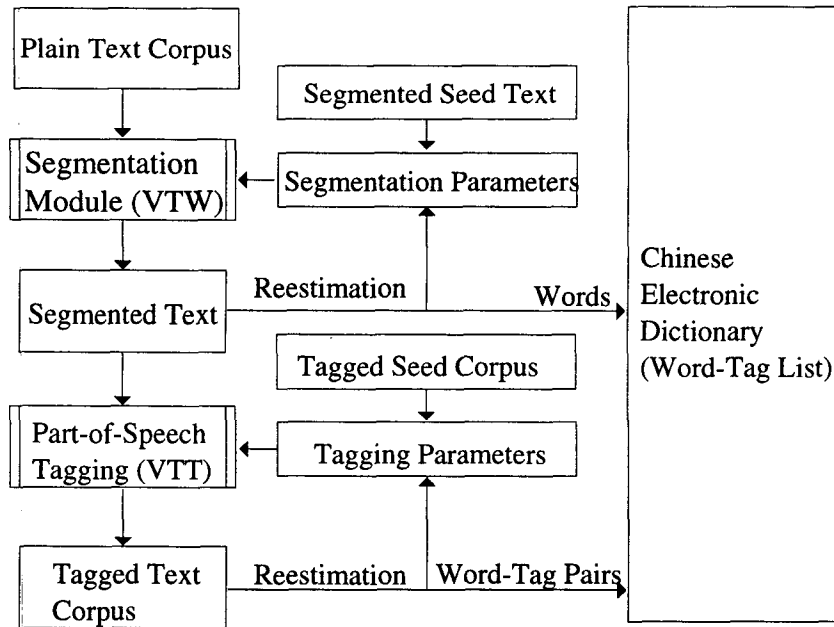 Plain Text Corpus
Segmented Seed Text
Segmentation
Module (VTW)
Segmentation Parameters
Segmented Text
Reestimation
Words
Chinese
Electronic
Dictionary
(Word-Tag List)
Tagged Seed Corpus
Part-of-Speech
Tagging (VTT)
Tagging Parameters
Tagged Text
Corpus
Reestimation
Word-Tag Pairs